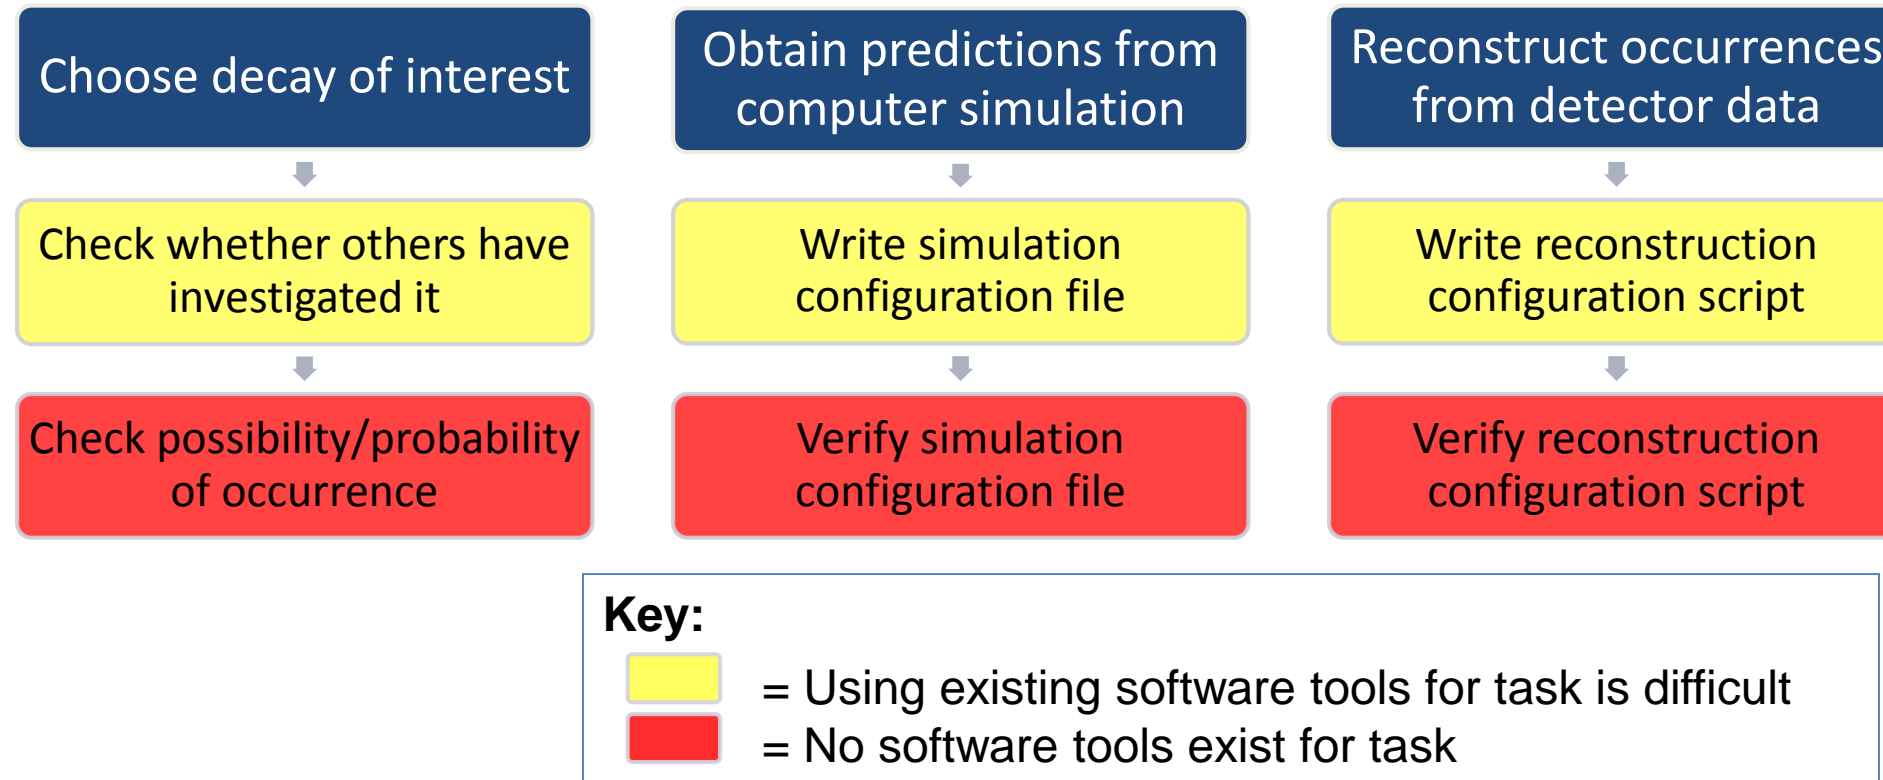 Choose decay of interest
Check whether others have
investigated it
Check possibility/probability
of occurrence
Obtain predictions from
computer simulation
Write simulation
configuration file
Verify simulation
configuration file
Reconstruct occurrences
from detector data
Write reconstruction
configuration script
Verify reconstruction
configuration script
Key:
= Using existing software tools for task is difficult
= No software tools exist for task